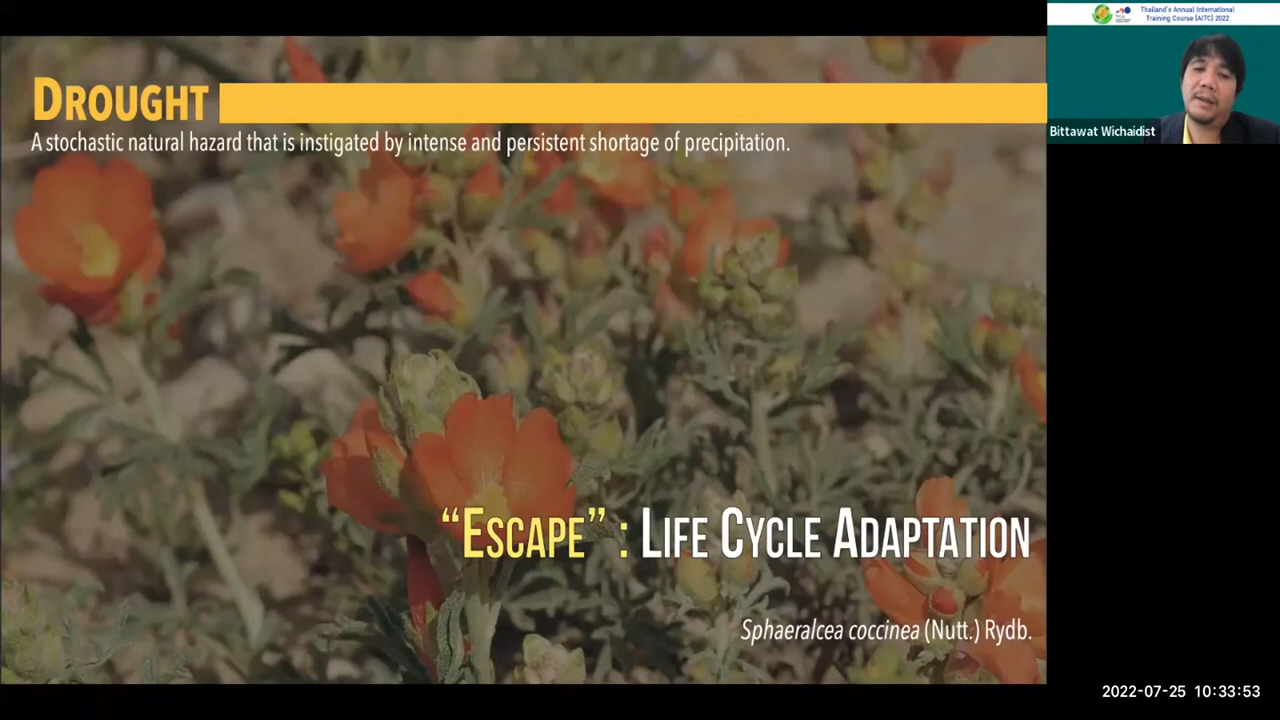 DROUGHT
A stochastic natural hazard that is instigated by intense and persistent shortage of precipitation.
“ESCAPE” : LIFE CYCLE ADAPTATION
Sphaeralcea coccinea (Nutt.) Rydb.
Thailand's Annual International
Training Course (AITC) 2022
Bittawat Wichaidist
2022-07-25 10:33:53